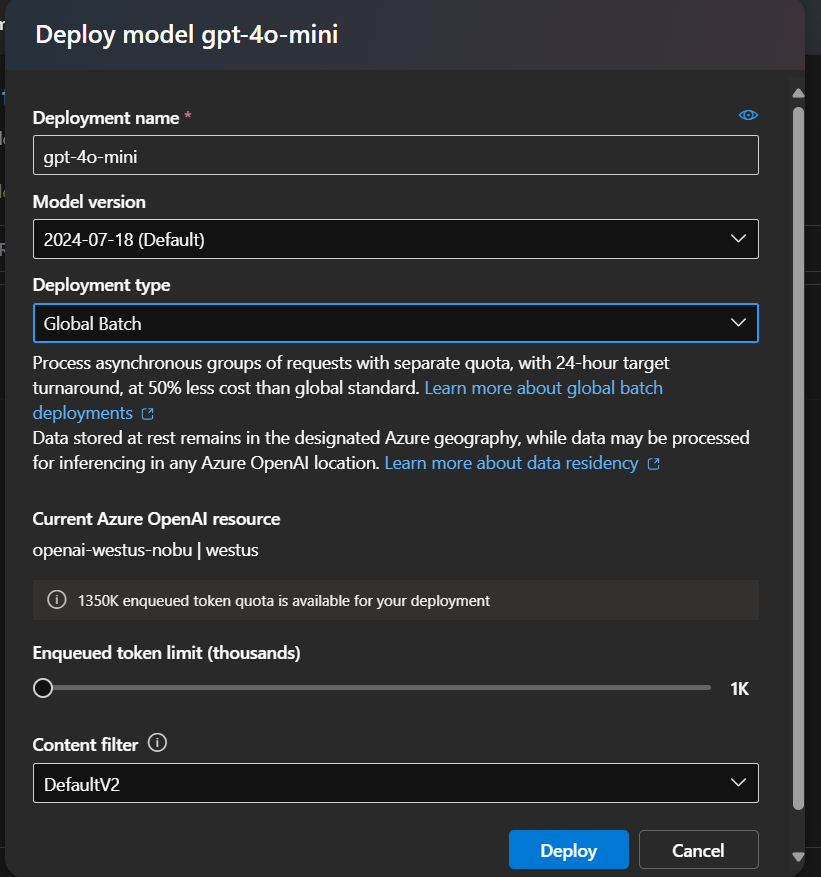 Deploy model gpt-4o-mini
Deployment name *
gpt-4o-mini
Model version
2024-07-18 (Default)
Deployment type
Global Batch
Process asynchronous groups of requests with separate quota, with 24-hour target
turnaround, at 50% less cost than global standard. Learn more about global batch
deployments
Data stored at rest remains in the designated Azure geography, while data may be processed
for inferencing in any Azure OpenAI location. Learn more about data residency
Current Azure OpenAI resource
openai-westus-nobu | westus
1350K enqueued token quota is available for your deployment
Enqueued token limit (thousands)
1K
Content filter
DefaultV2
Deploy
Cancel